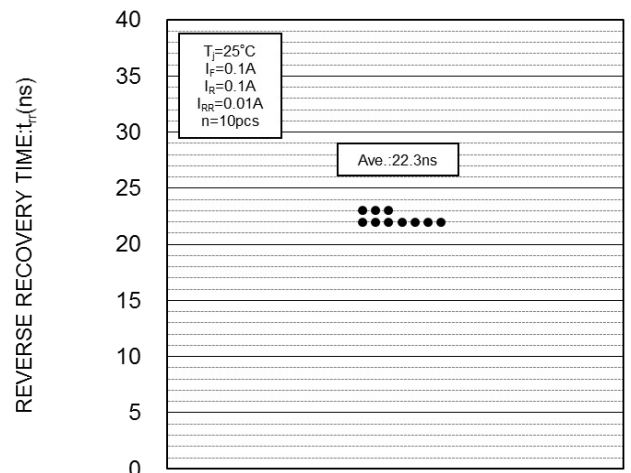 REVERSE RECOVERY TIME:trr(ns)
40
35
30
25
20
15
10
5
0
Tj=25°C
IF=0.1A
IR=0.1A
IRR=0.01A
n=10pcs
Ave.:22.3ns